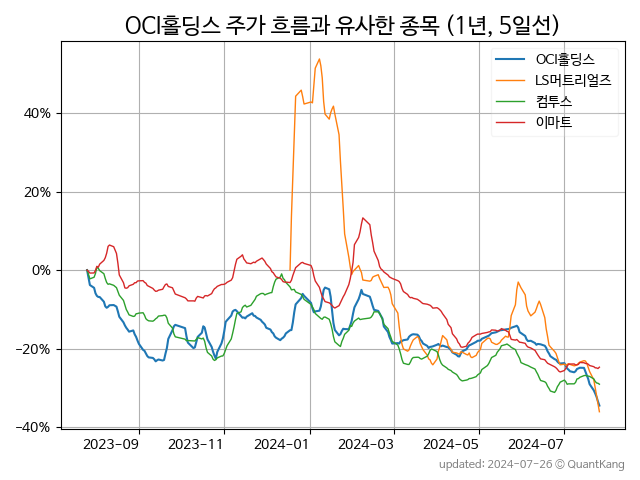 OCI홀딩스 주가 흐름과 유사한 종목 (1년, 5일선)
OCI홀딩스
LS머트리얼즈
컴투스
이마트
40%
20%
0%
−20%
−40%
2023-09
2023-11
2024-01
2024-03
2024-05
2024-07
updated: 2024-07-26 © QuantKang